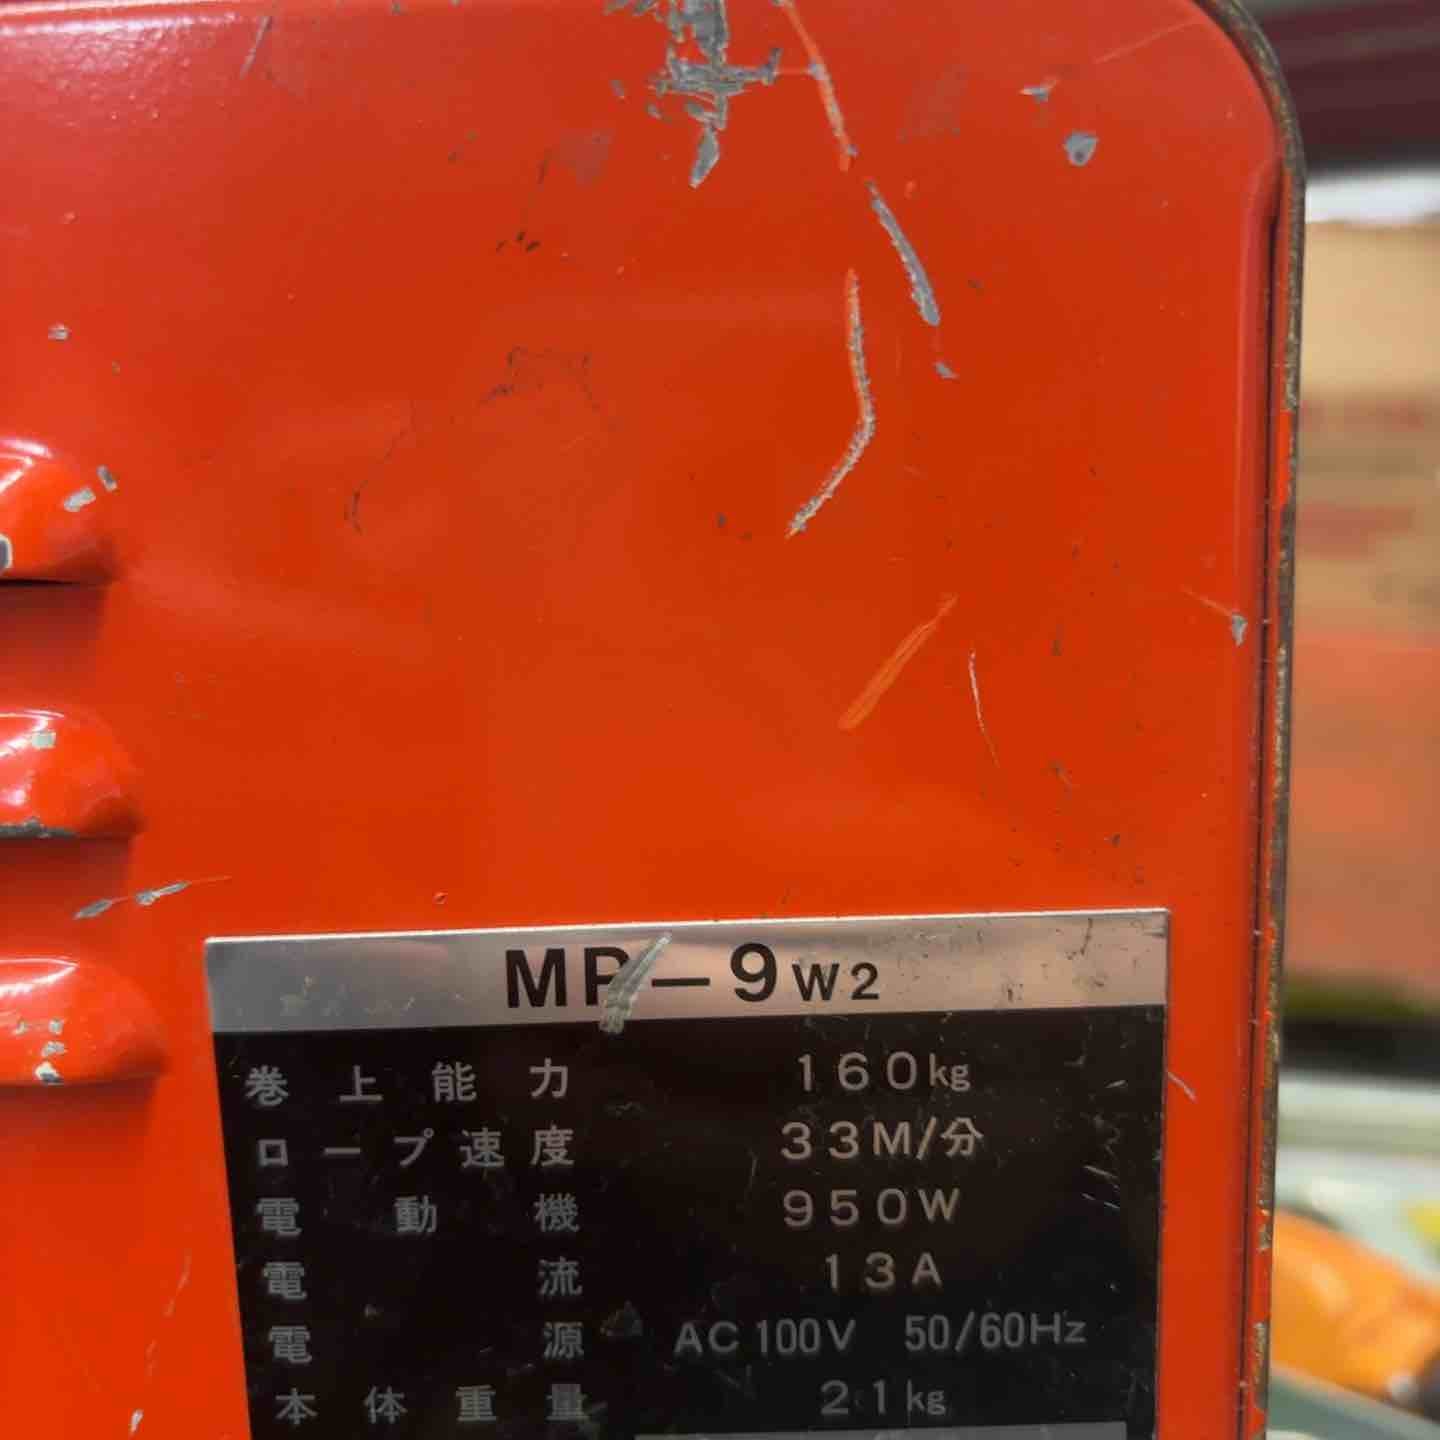 MP-9W2
巻上能力 160kg
ロープ速度 33M/分
電動機 950W
電流 13A
電源 AC100V 50/60Hz
本体重量 21kg